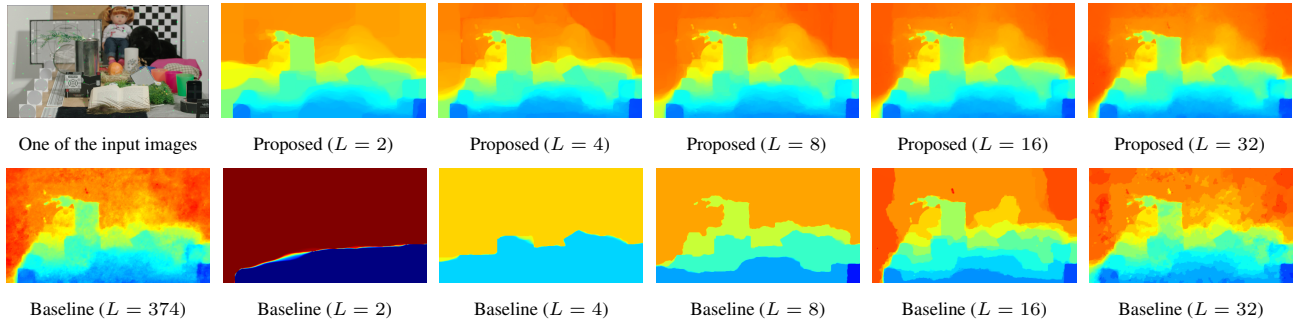 One of the input images
Proposed (L = 2)
Proposed (L = 4)
Proposed (L = 8)
Proposed (L = 16)
Proposed (L = 32)
Baseline (L = 374)
Baseline (L = 2)
Baseline (L = 4)
Baseline (L = 8)
Baseline (L = 16)
Baseline (L = 32)